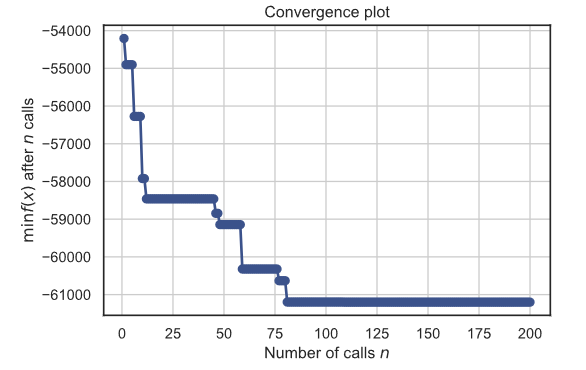 Convergence plot
min f(x) after n calls
−54000
−55000
−56000
−57000
−58000
−59000
−60000
−61000
0 25 50 75 100 125 150 175 200
Number of calls n